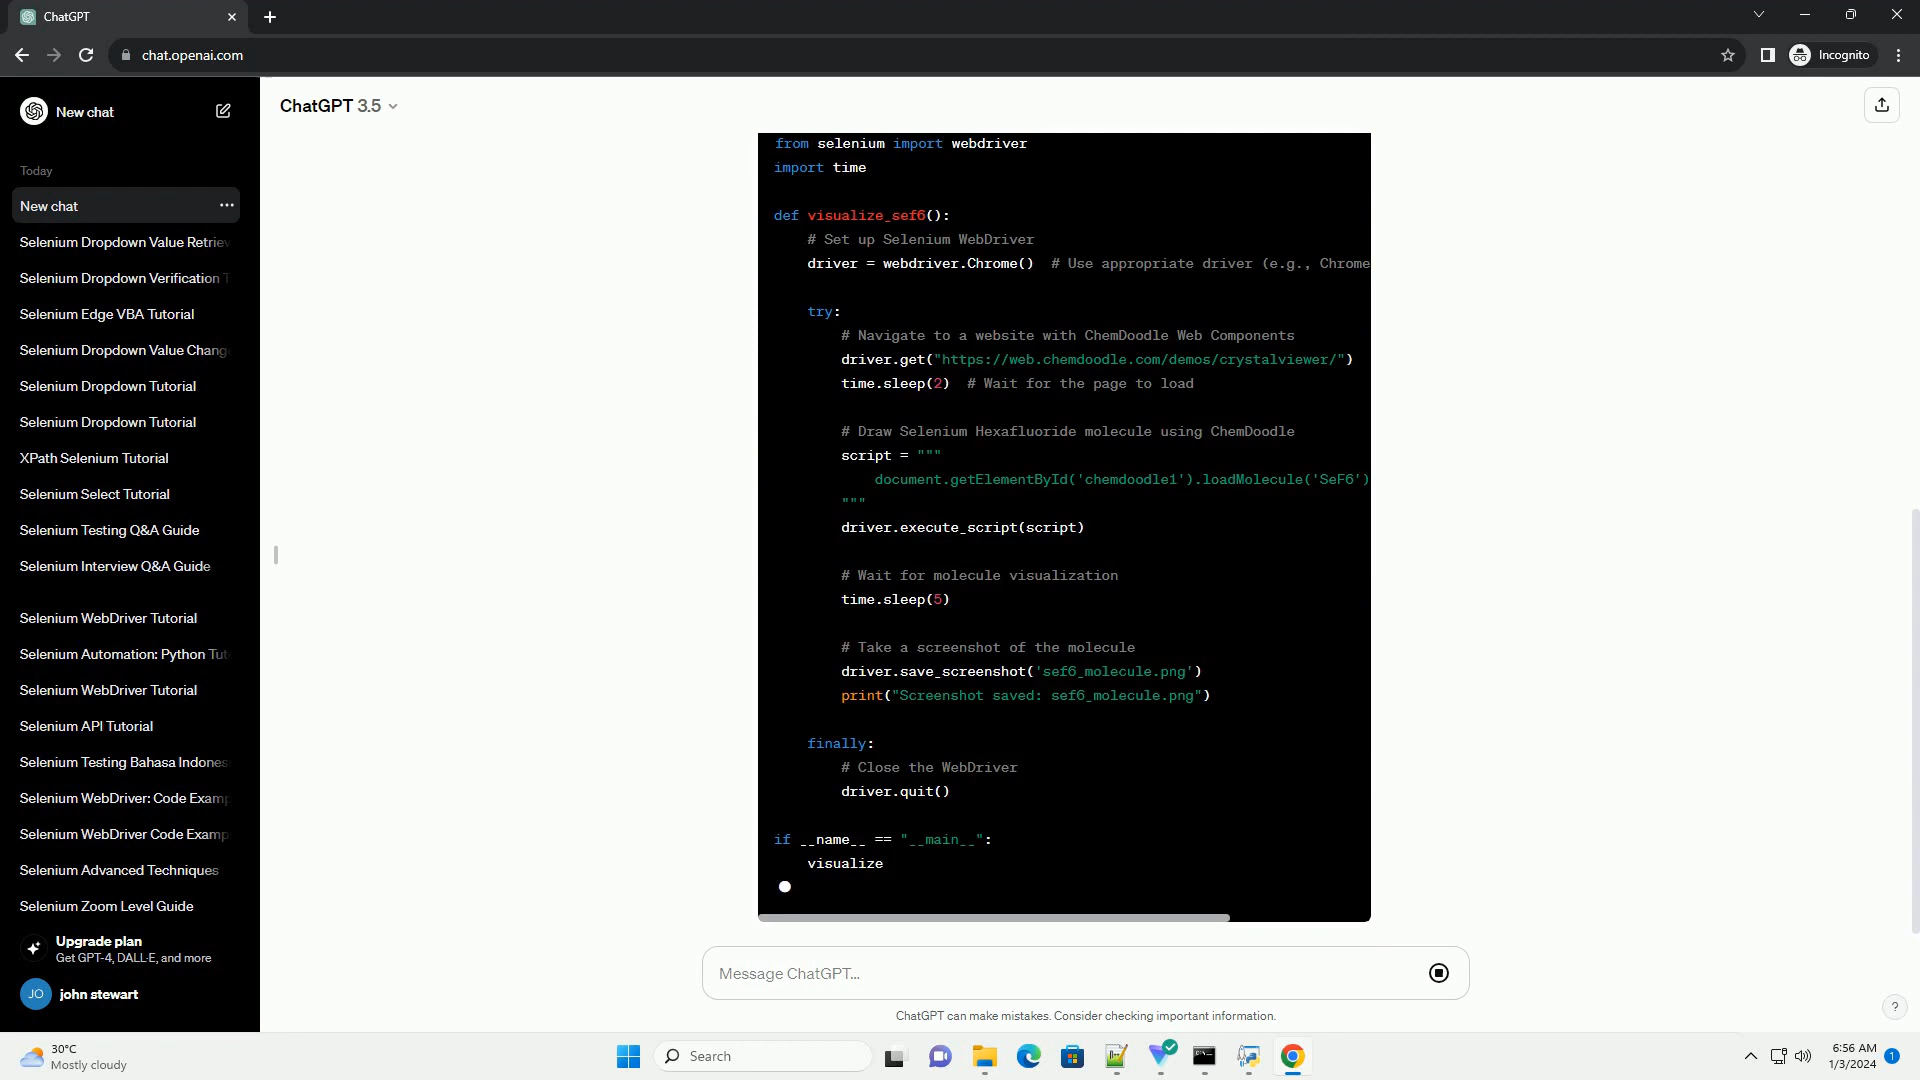 ChatGPT
chat.openai.com
Incognito
New chat
ChatGPT 3.5
Today
New chat
Selenium Dropdown Value Retriev
Selenium Dropdown Verification T
Selenium Edge VBA Tutorial
Selenium Dropdown Value Change
Selenium Dropdown Tutorial
Selenium Dropdown Tutorial
XPath Selenium Tutorial
Selenium Select Tutorial
Selenium Testing Q&A Guide
Selenium Interview Q&A Guide
Selenium WebDriver Tutorial
Selenium Automation: Python Tuto
Selenium WebDriver Tutorial
Selenium API Tutorial
Selenium Testing Bahasa Indones
Selenium WebDriver: Code Examp
Selenium WebDriver Code Examp
Selenium Advanced Techniques
Selenium Zoom Level Guide
Upgrade plan
Get GPT-4, DALL·E, and more
JO
john stewart
from selenium import webdriver
import time
def visualize_sef6():
# Set up Selenium WebDriver
driver = webdriver.Chrome()  # Use appropriate driver (e.g., Chrome
try:
# Navigate to a website with ChemDoodle Web Components
driver.get("https://web.chemdoodle.com/demos/crystalviewer/")
time.sleep(2)  # Wait for the page to load
# Draw Selenium Hexafluoride molecule using ChemDoodle
script = """
document.getElementById('chemdoodle1').loadMolecule('SeF6')
"""
driver.execute_script(script)
# Wait for molecule visualization
time.sleep(5)
# Take a screenshot of the molecule
driver.save_screenshot('sef6_molecule.png')
print("Screenshot saved: sef6_molecule.png")
finally:
# Close the WebDriver
driver.quit()
if __name__ == "__main__":
visualize
Message ChatGPT…
ChatGPT can make mistakes. Consider checking important information.
?
30°C
Mostly cloudy
Search
6:56 AM
1/3/2024
1